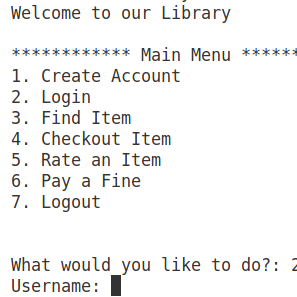 Welcome to our Library
************ Main Menu ******
1. Create Account
2. Login
3. Find Item
4. Checkout Item
5. Rate an Item
6. Pay a Fine
7. Logout
What would you like to do?: 2
Username: